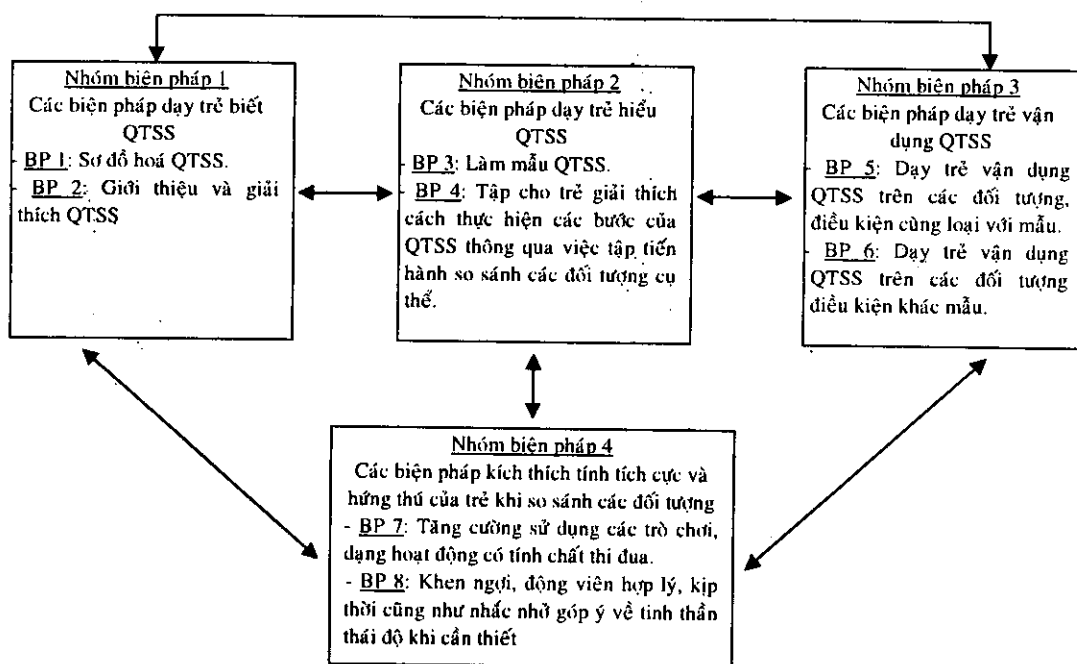 Nhóm biện pháp 1
Các biện pháp dạy trẻ biết
QTSS
- BP 1: Sơ đồ hoá QTSS.
- BP 2: Giới thiệu và giải
thích QTSS
Nhóm biện pháp 2
Các biện pháp dạy trẻ hiểu
QTSS
- BP 3: Làm mẫu QTSS.
- BP 4: Tập cho trẻ giải thích
cách thực hiện các bước của
QTSS thông qua việc tập tiến
hành so sánh các đối tượng cụ
thể.
Nhóm biện pháp 3
Các biện pháp dạy trẻ vận
dụng QTSS
- BP 5: Dạy trẻ vận dụng
QTSS trên các đối tượng,
điều kiện cùng loại với mẫu.
- BP 6: Dạy trẻ vận dụng
QTSS trên các đối tượng
điều kiện khác mẫu.
Nhóm biện pháp 4
Các biện pháp kích thích tính tích cực và
hứng thú của trẻ khi so sánh các đối tượng
- BP 7: Tăng cường sử dụng các trò chơi,
dạng hoạt động có tính chất thi đua.
- BP 8: Khen ngợi, động viên hợp lý, kịp
thời cũng như nhắc nhở góp ý về tinh thần
thái độ khi cần thiết